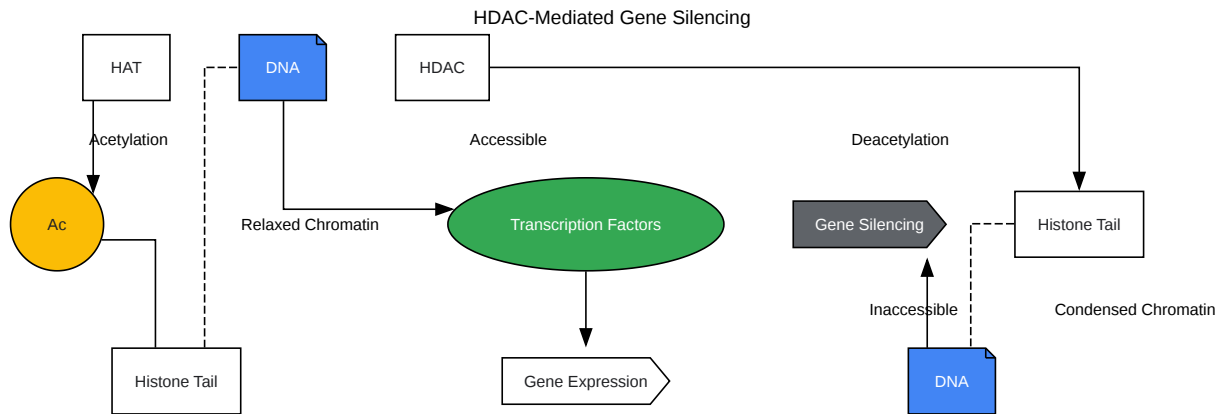 HDAC-Mediated Gene Silencing
HAT
DNA
HDAC
Acetylation
Accessible
Deacetylation
Ac
Relaxed Chromatin
Transcription Factors
Gene Silencing
Histone Tail
Inaccessible
Condensed Chromatin
Histone Tail
Gene Expression
DNA